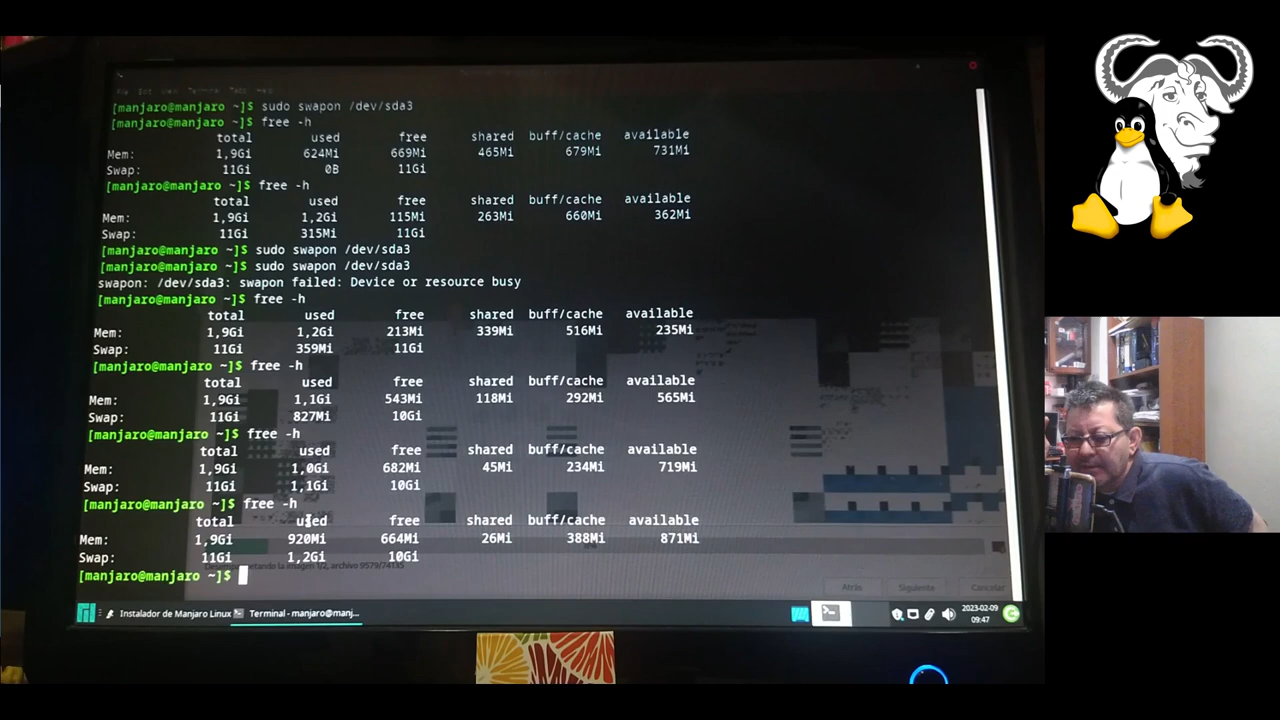 [manjaro@manjaro ~]$ sudo swapon /dev/sda3
[manjaro@manjaro ~]$ free -h
total used free shared buff/cache available
Mem: 1,9Gi 624Mi 669Mi 465Mi 679Mi 731Mi
Swap: 11Gi 0B 11Gi
[manjaro@manjaro ~]$ free -h
total used free shared buff/cache available
Mem: 1,9Gi 1,2Gi 115Mi 263Mi 660Mi 362Mi
Swap: 11Gi 315Mi 11Gi
[manjaro@manjaro ~]$ sudo swapon /dev/sda3
[manjaro@manjaro ~]$ sudo swapon /dev/sda3
swapon: /dev/sda3: swapon failed: Device or resource busy
[manjaro@manjaro ~]$ free -h
total used free shared buff/cache available
Mem: 1,9Gi 1,2Gi 213Mi 339Mi 516Mi 235Mi
Swap: 11Gi 359Mi 11Gi
[manjaro@manjaro ~]$ free -h
total used free shared buff/cache available
Mem: 1,9Gi 1,1Gi 543Mi 118Mi 292Mi 565Mi
Swap: 11Gi 827Mi 10Gi
[manjaro@manjaro ~]$ free -h
total used free shared buff/cache available
Mem: 1,9Gi 1,0Gi 682Mi 45Mi 234Mi 719Mi
Swap: 11Gi 1,1Gi 10Gi
[manjaro@manjaro ~]$ free -h
total used free shared buff/cache available
Mem: 1,9Gi 920Mi 664Mi 26Mi 388Mi 871Mi
Swap: 11Gi 1,2Gi 10Gi
la imagen 1/2, archivo
[manjaro@manjaro ~]$
Atrás Siguiente Cancelar
Instalador de Manjaro Linux Terminal - manjaro@manj... 2023-02-09
09:47